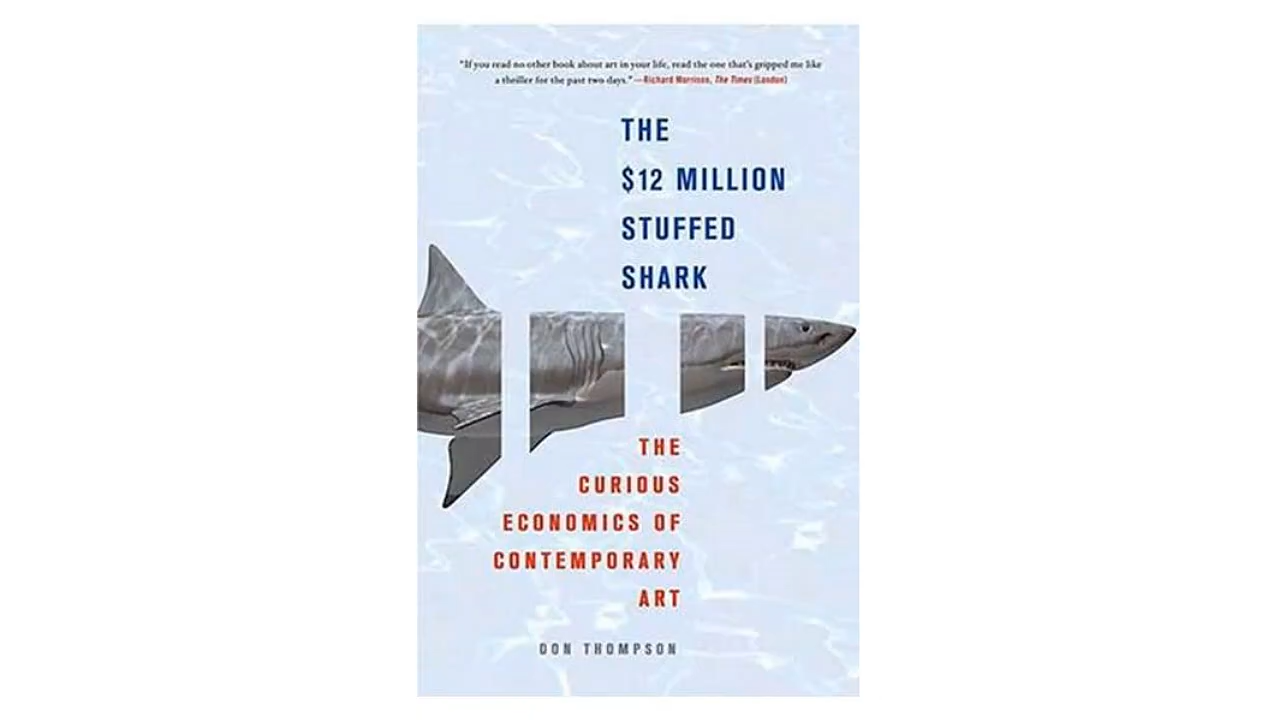 "If you read no other book about art in your life, read the one that's gripped me like
a thriller for the past two days." —Richard Morrison, The Times (London)
THE
$12 MILLION
STUFFED
SHARK
THE
CURIOUS
ECONOMICS OF
CONTEMPORARY
ART
DON THOMPSON